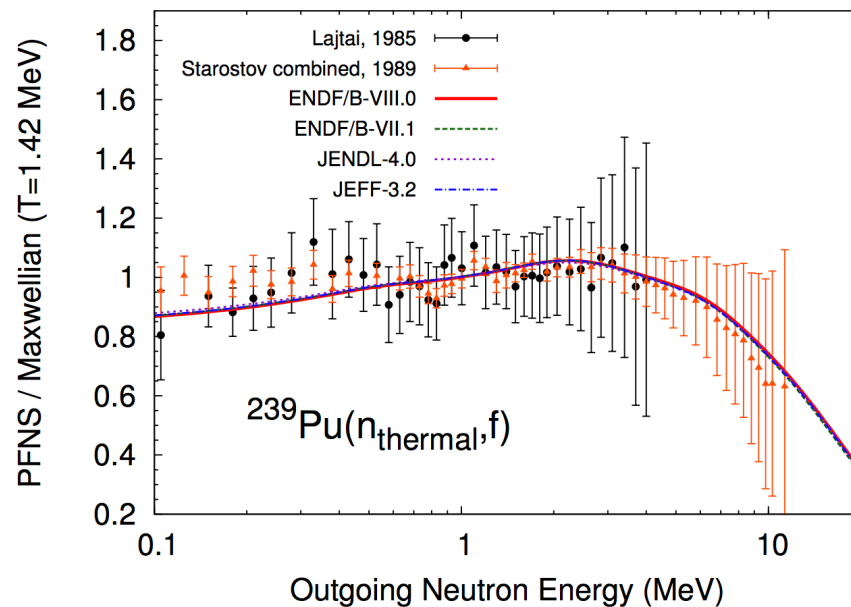 PFNS / Maxwellian (T=1.42 MeV)
1.8
1.6
1.4
1.2
1
0.8
0.6
0.4
0.2
Lajtai, 1985
Starostov combined, 1989
ENDF/B-VIII.0
ENDF/B-VII.1
JENDL-4.0
JEFF-3.2
²³⁹Pu(n_thermal,f)
0.1 1 10
Outgoing Neutron Energy (MeV)